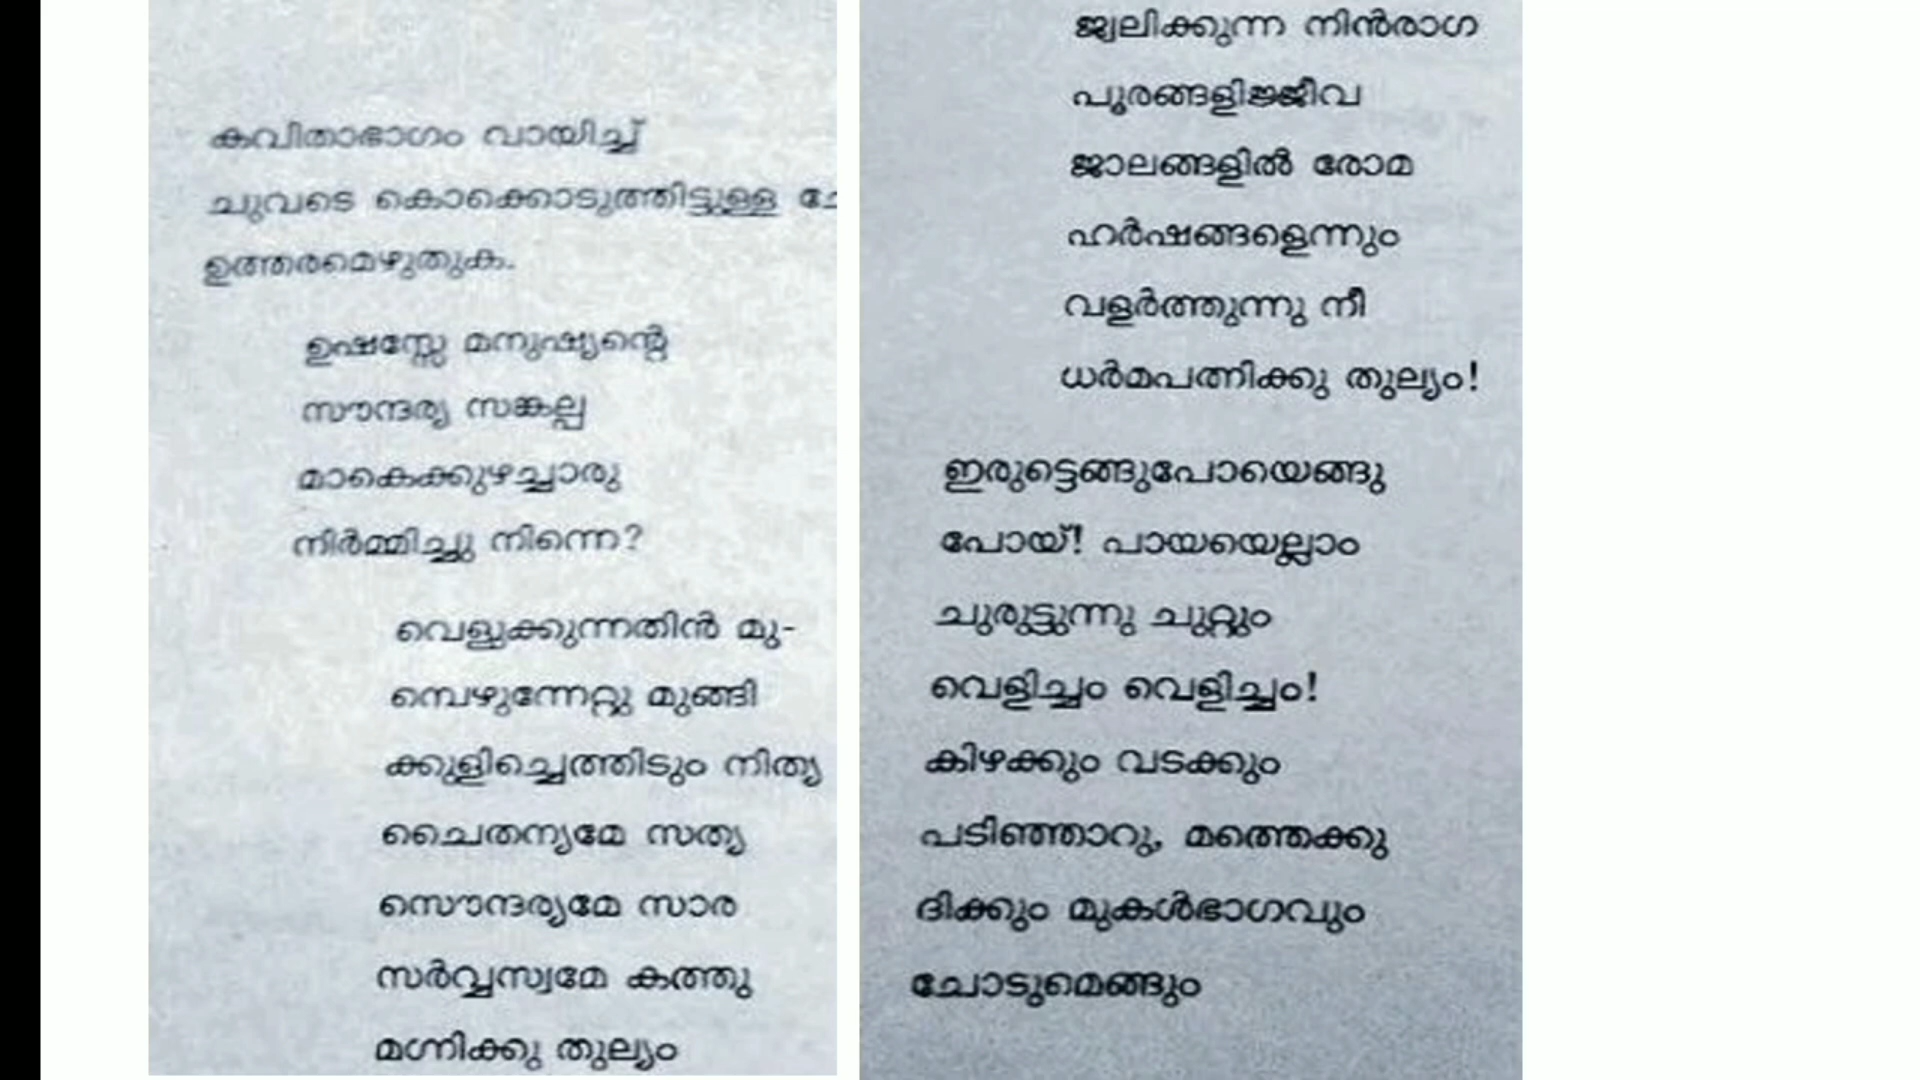 കവിതാഭാഗം വായിച്ച്
ചുവടെ കൊക്കൊടുത്തിട്ടുള്ള
ഉത്തരമെഴുതുക.
ഉഷസ്സേ മനുഷ്യന്റെ
സൗന്ദര്യ സങ്കല്പ
മാകെക്കുഴച്ചാരു
നിർമ്മിച്ചു നിന്നെ?
വെളുക്കുന്നതിൻ മു-
മ്പെഴുന്നേറ്റു മുങ്ങി
ക്കുളിച്ചെത്തിടും നിത്യ
ചൈതന്യമേ സത്യ
സൌന്ദര്യമേ സാര
സർവ്വസ്വമേ കത്തു
മഗ്നിക്കു തുല്യം
ജ്വലിക്കുന്ന നിൻരാഗ
പൂരങ്ങളിജ്ജീവ
ജാലങ്ങളിൽ രോമ
ഹർഷങ്ങളെന്നും
വളർത്തുന്നു നീ
ധർമപത്നിക്കു തുല്യം!
ഇരുട്ടെങ്ങുപോയെങ്ങു
പോയ്! പായയെല്ലാം
ചുരുട്ടുന്നു ചുറ്റും
വെളിച്ചം വെളിച്ചം!
കിഴക്കും വടക്കും
പടിഞ്ഞാറു, മത്തെക്കു
ദിക്കും മുകൾഭാഗവും
ചോടുമെങ്ങും